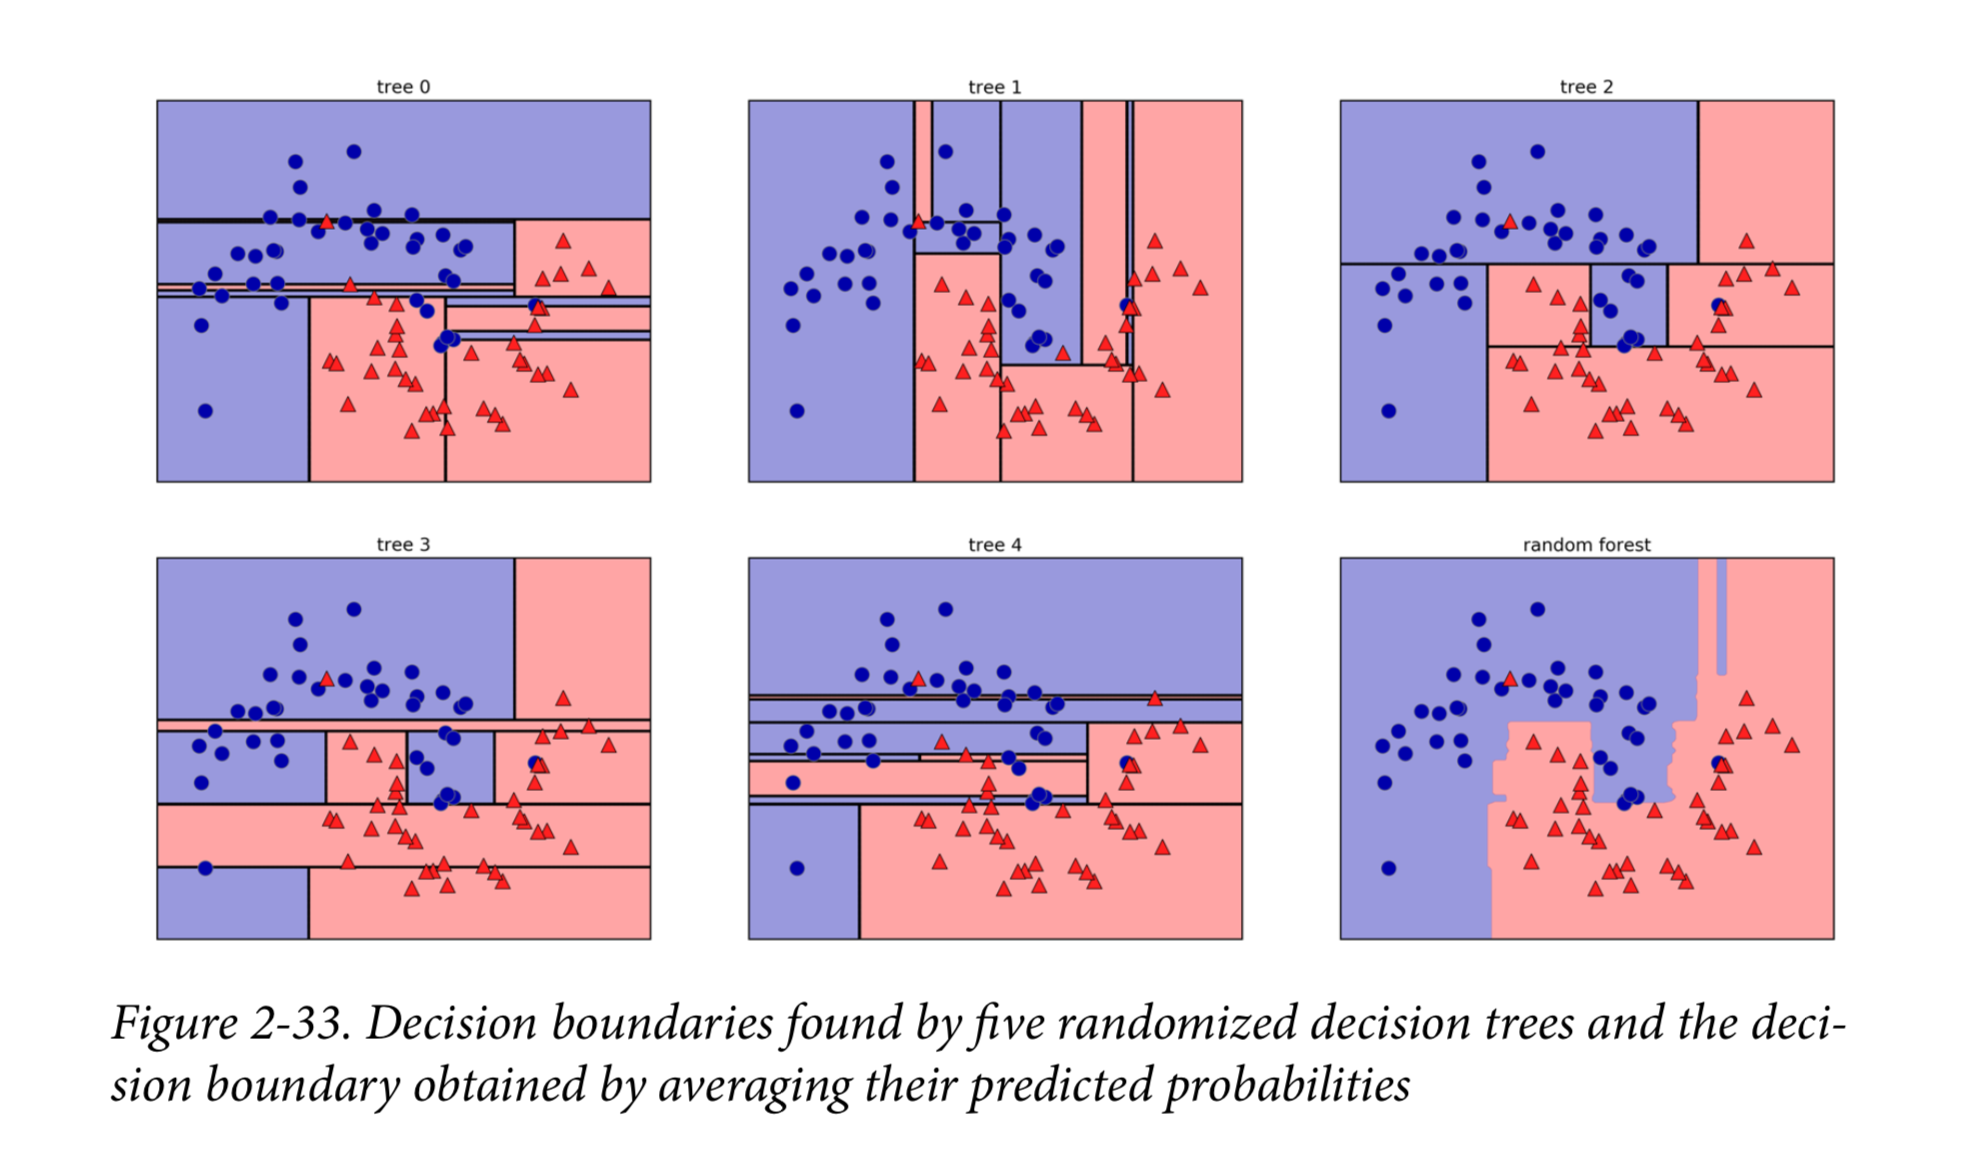 tree 0
tree 1
tree 2
tree 3
tree 4
random forest
Figure 2-33. Decision boundaries found by five randomized decision trees and the deci-
sion boundary obtained by averaging their predicted probabilities